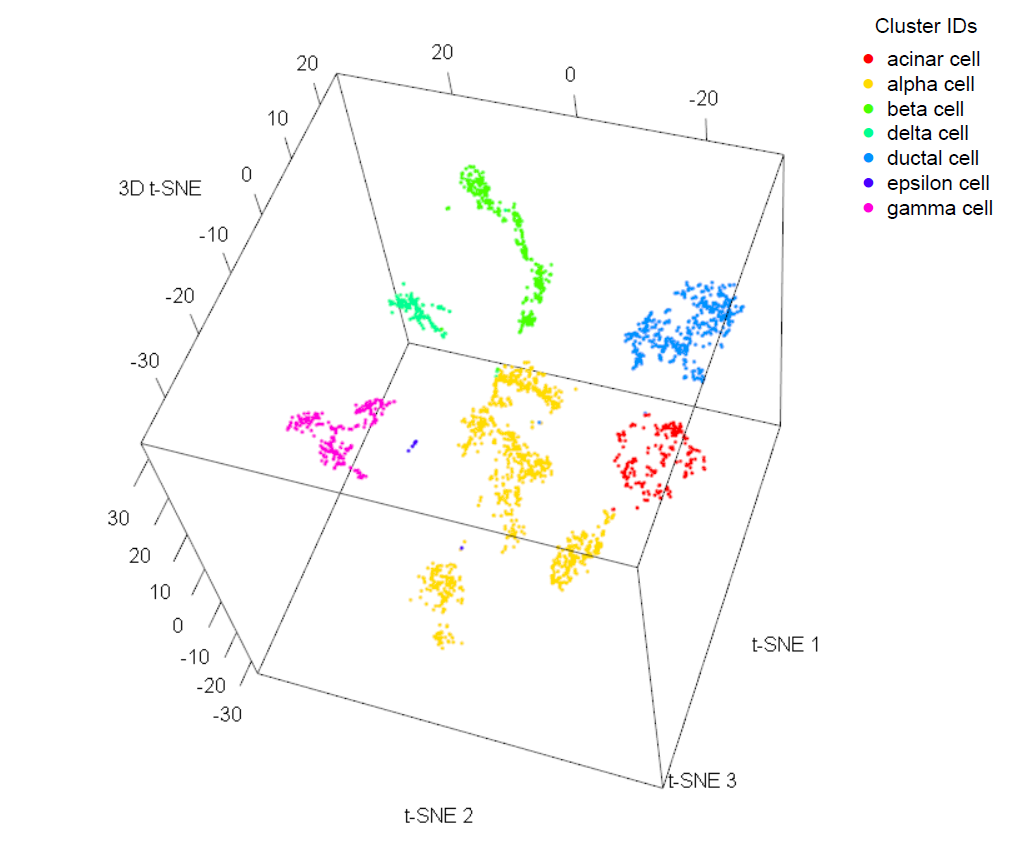 Cluster IDs
acinar cell
alpha cell
beta cell
delta cell
ductal cell
epsilon cell
gamma cell
20
0
-20
20
10
0
-10
-20
-30
3D t-SNE
30
20
10
0
-10
-20
-30
t-SNE 1
t-SNE 3
t-SNE 2